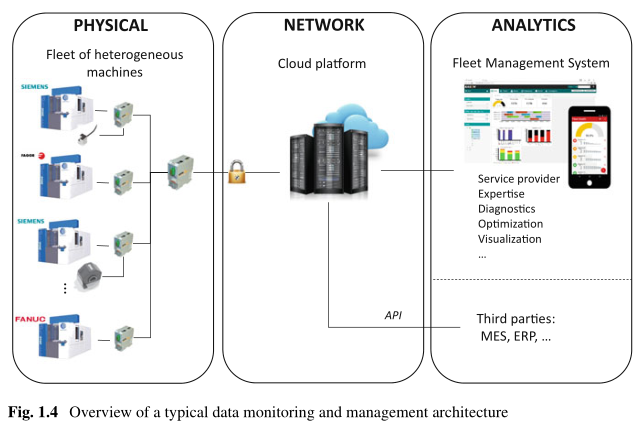 PHYSICAL
Fleet of heterogeneous
machines
SIEMENS
FAGOR
SIEMENS
FANUC
NETWORK
Cloud platform
API
ANALYTICS
Fleet Management System
Service provider
Expertise
Diagnostics
Optimization
Visualization
...
Third parties:
MES, ERP, ...
Fig. 1.4 Overview of a typical data monitoring and management architecture